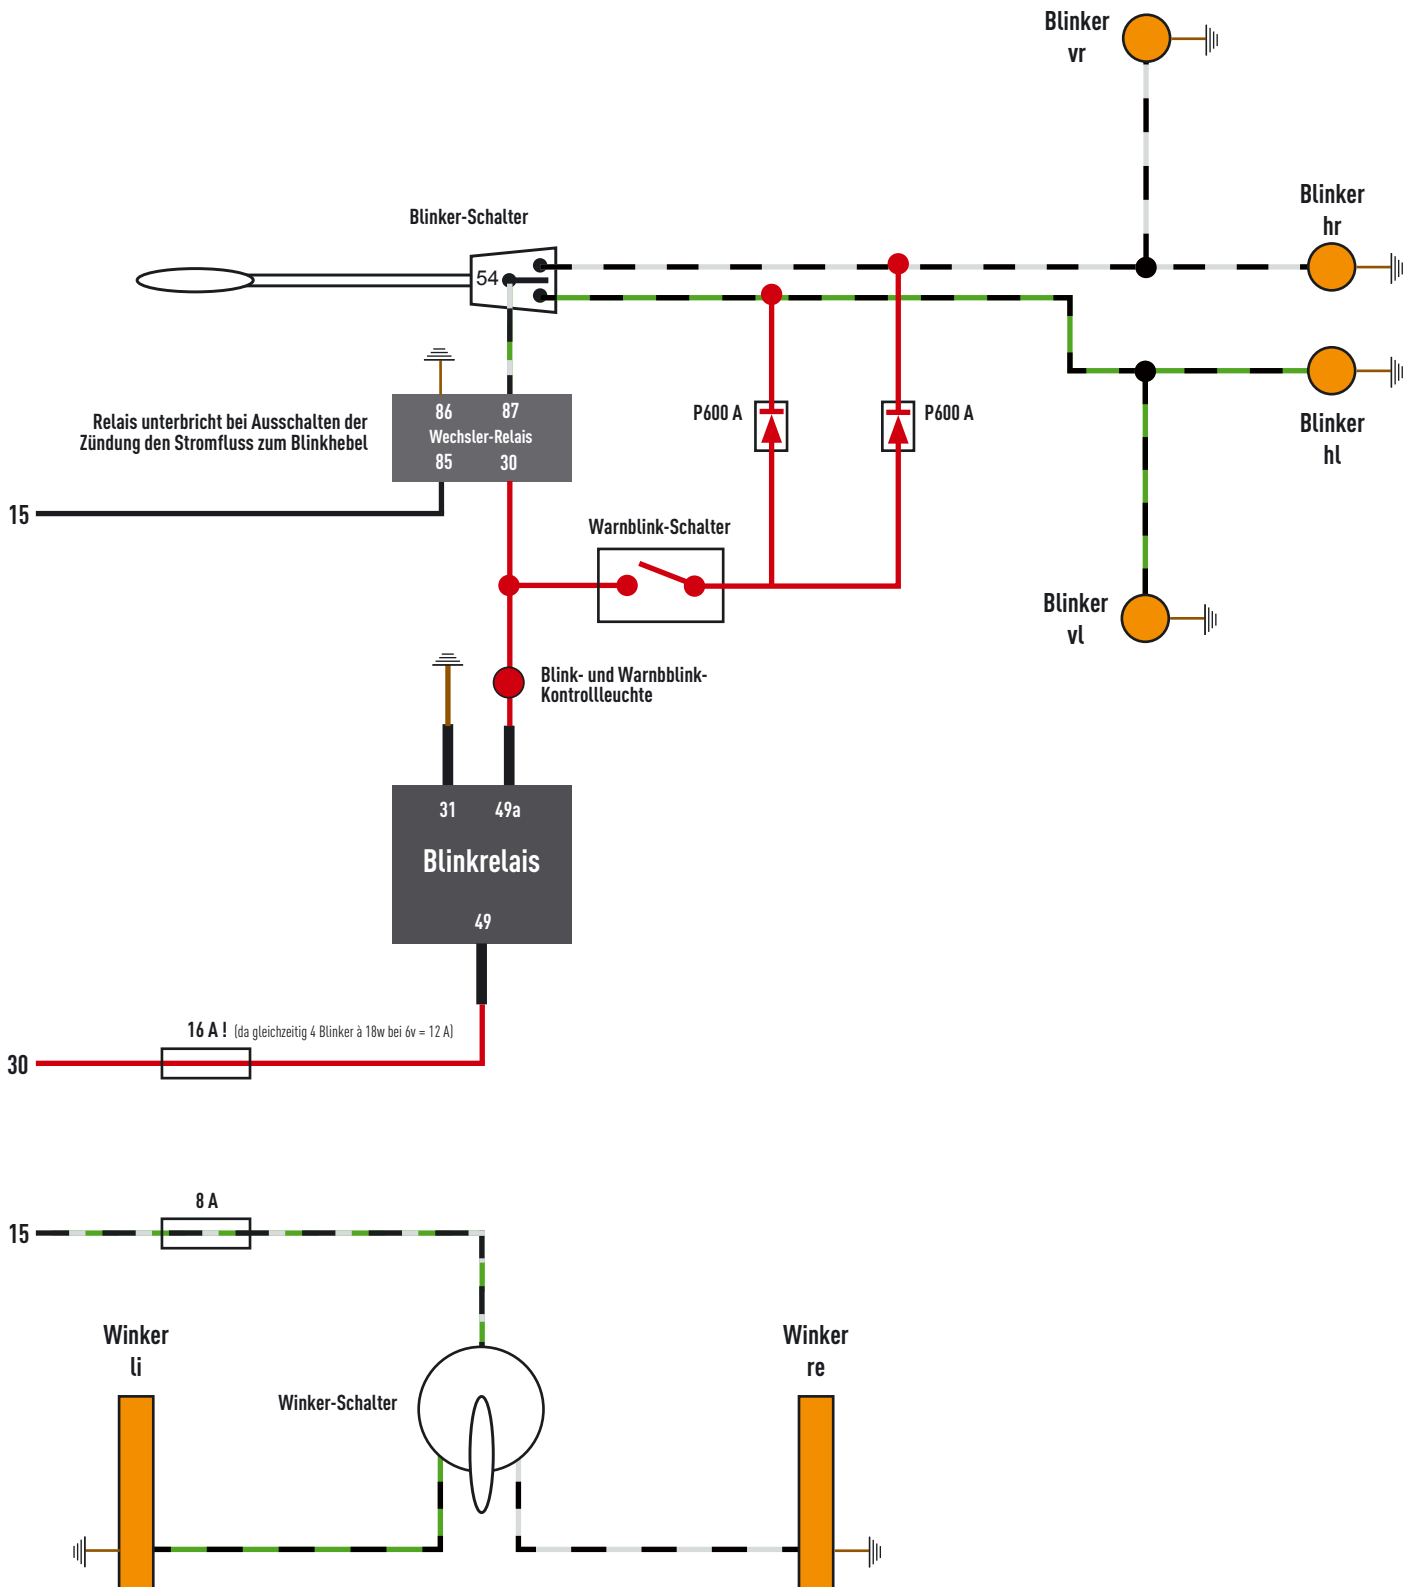 Blinker
vr
Blinker
hr
Blinker-Schalter
54
86 87
Wechsler-Relais
85 30
Relais unterbricht bei Ausschalten der
Zündung den Stromfluss zum Blinkhebel
P600 A
P600 A
Blinker
hl
15
Warnblink-Schalter
Blinker
vl
Blink- und Warnbblink-
Kontrollleuchte
31 49a
Blinkrelais
49
16 A ! (da gleichzeitig 4 Blinker à 18w bei 6v = 12 A)
30
8 A
15
Winker
li
Winker
re
Winker-Schalter